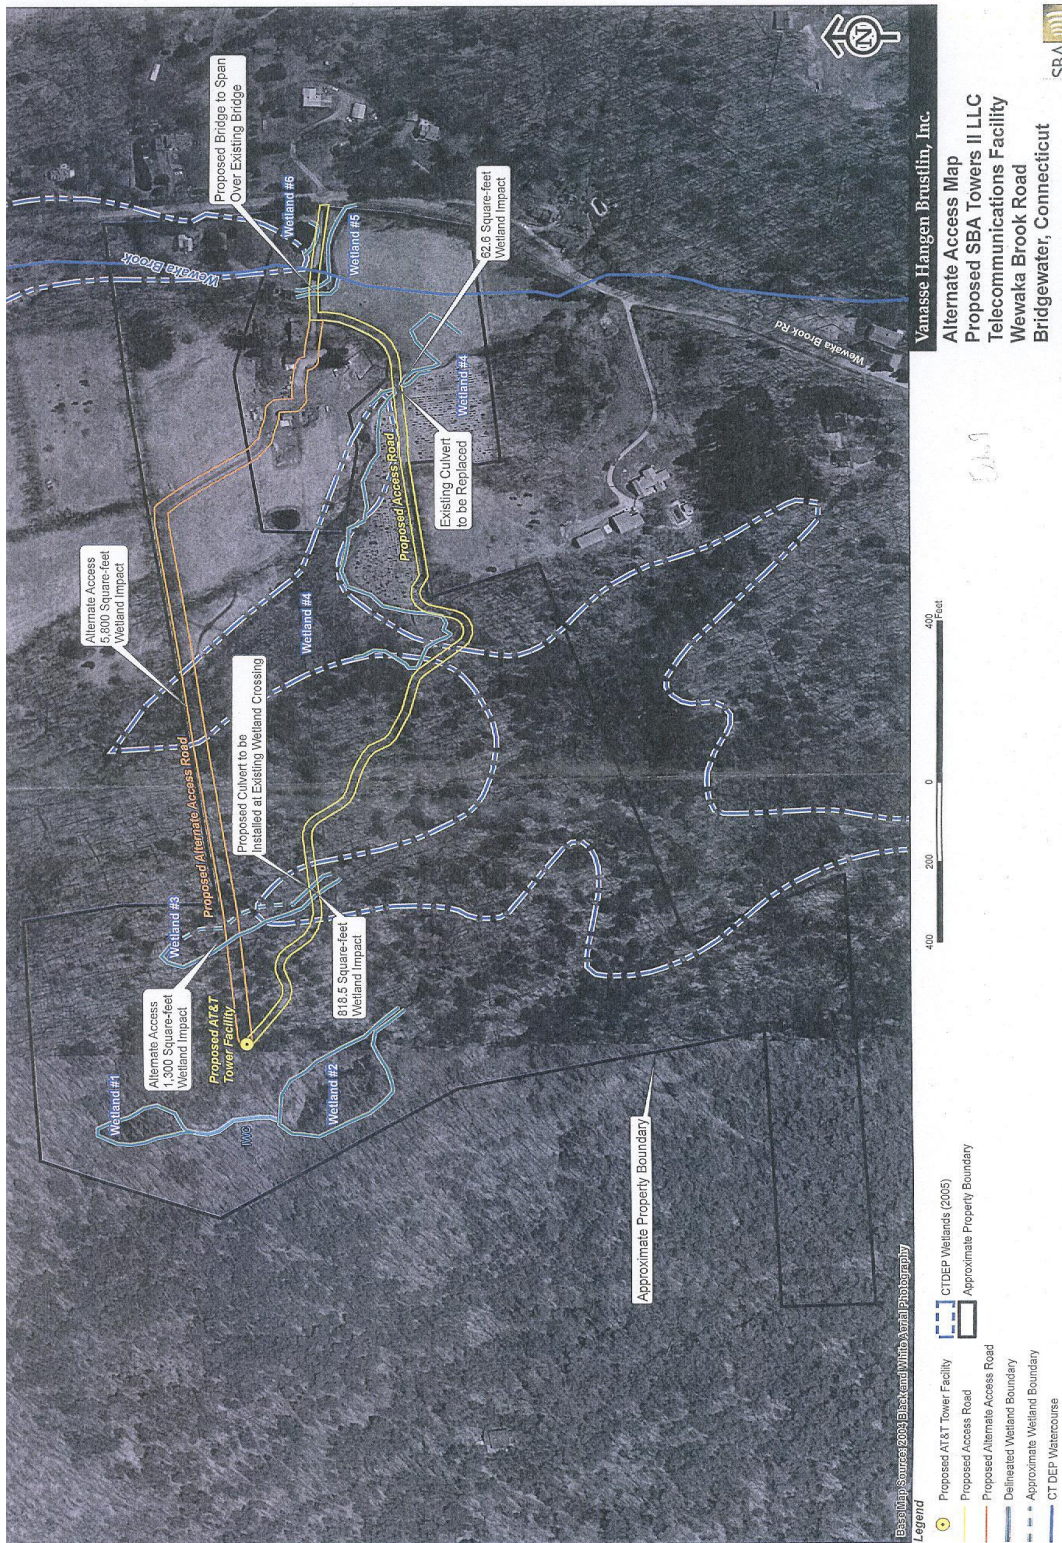 Proposed Bridge to Span
Over Existing Bridge
Wetland #6
Wewaka Brook
Wetland #5
62.6 Square-feet
Wetland Impact
Wetland #4
Wewaka Brook Rd
Existing Culvert
to be Replaced
Proposed Access Road
Alternate Access
5,800 Square-feet
Wetland Impact
Wetland #4
Proposed Culvert to be
Installed at Existing Wetland Crossing
Proposed Alternate Access Road
Wetland #3
Alternate Access
1,300 Square-feet
Wetland Impact
818.5 Square-feet
Wetland Impact
Proposed AT&T
Tower Facility
Wetland #1
IWC
Wetland #2
Approximate Property Boundary
N
Base Map Source: 2004 Black and White Aerial Photography
Legend
Proposed AT&T Tower Facility
Proposed Access Road
Proposed Alternate Access Road
Delineated Wetland Boundary
Approximate Wetland Boundary
CT DEP Watercourse
CTDEP Wetlands (2005)
Approximate Property Boundary
400 200 0 400
Feet
Vanasse Hangen Brustlin, Inc.
Alternate Access Map
Proposed SBA Towers II LLC
Telecommunications Facility
Wewaka Brook Road
Bridgewater, Connecticut
SBA